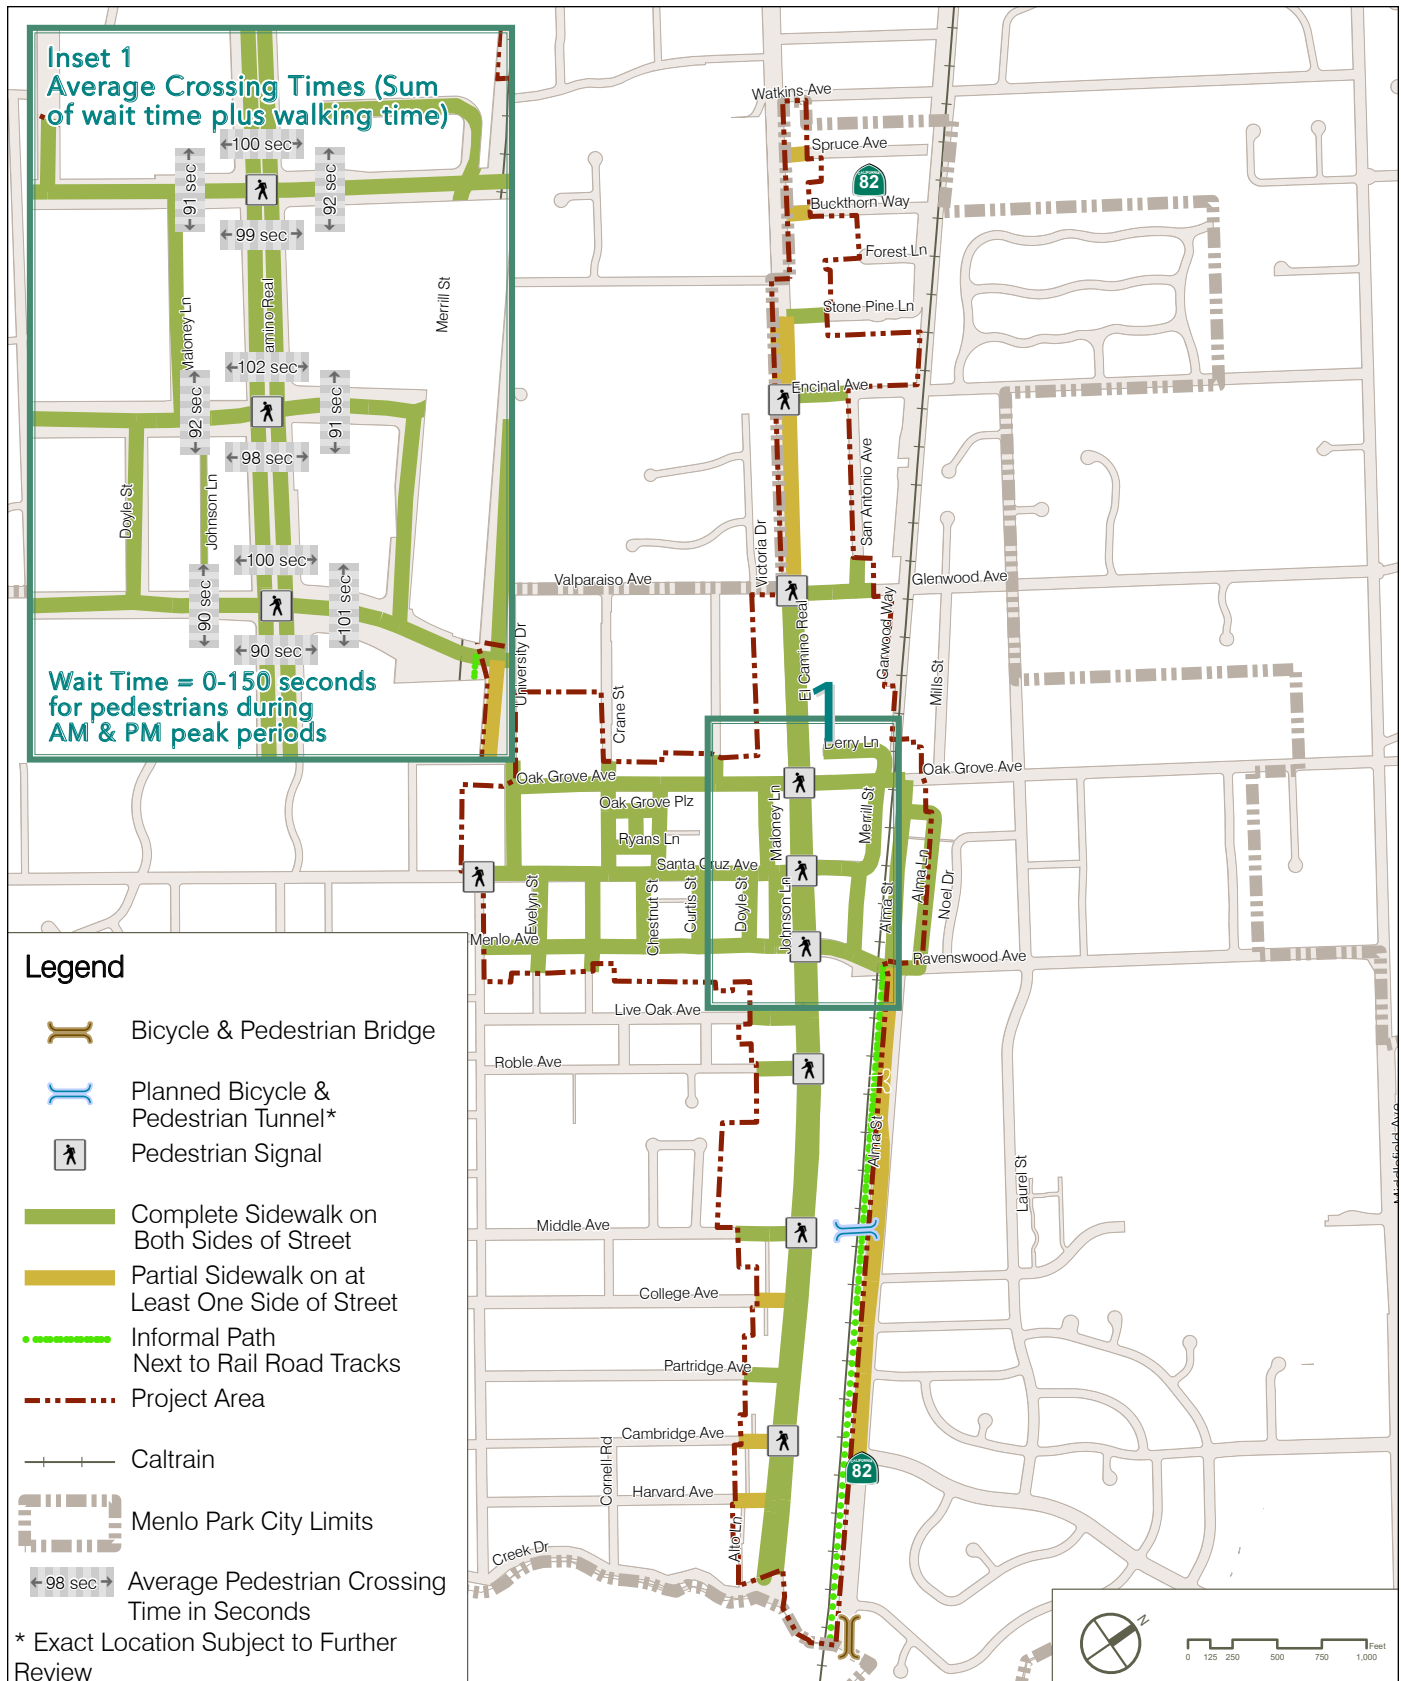 Inset 1
Average Crossing Times (Sum
of wait time plus walking time)
100 sec
91 sec
92 sec
99 sec
Maloney Ln
amino Real
Merrill St
102 sec
92 sec
91 sec
98 sec
Doyle St
Johnson Ln
100 sec
90 sec
101 sec
90 sec
Wait Time = 0-150 seconds
for pedestrians during
AM & PM peak periods
Watkins Ave
Spruce Ave
CALIFORNIA
82
Buckthorn Way
Forest Ln
Stone Pine Ln
Encinal Ave
San Antonio Ave
Victoria Dr
Valparaiso Ave
Glenwood Ave
El Camino Real
Garwood Way
University Dr
Crane St
Mills St
1
Derry Ln
Oak Grove Ave
Oak Grove Ave
Oak Grove Plz
Maloney Ln
Merrill St
Ryans Ln
Santa Cruz Ave
Evelyn St
Chestnut St
Curtis St
Doyle St
Johnson Ln
Alma St
Alma Ln
Noel Dr
Menlo Ave
Ravenswood Ave
Live Oak Ave
Roble Ave
Alma St
Laurel St
Middlefield Ave
Middle Ave
College Ave
Partridge Ave
Cambridge Ave
Cornell Rd
CALIFORNIA
82
Harvard Ave
Alto Ln
Creek Dr
Legend
Bicycle & Pedestrian Bridge
Planned Bicycle &
Pedestrian Tunnel*
Pedestrian Signal
Complete Sidewalk on
Both Sides of Street
Partial Sidewalk on at
Least One Side of Street
Informal Path
Next to Rail Road Tracks
Project Area
Caltrain
Menlo Park City Limits
98 sec
Average Pedestrian Crossing
Time in Seconds
* Exact Location Subject to Further
Review
N
Feet
0 125 250 500 750 1,000